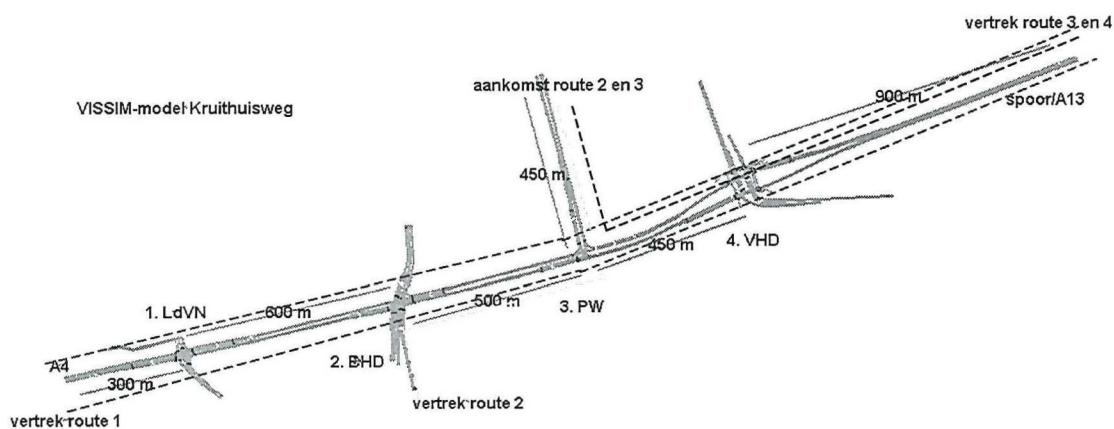 vertrek route 3 en 4
aankomst route 2 en 3
VISSIM-model Kruithuisweg
900 m
spoor/A13
450 m
450 m
4. VHD
1. LdVN
600 m
500 m
3. PW
2. BHD
A4
300 m
vertrek route 2
vertrek route 1